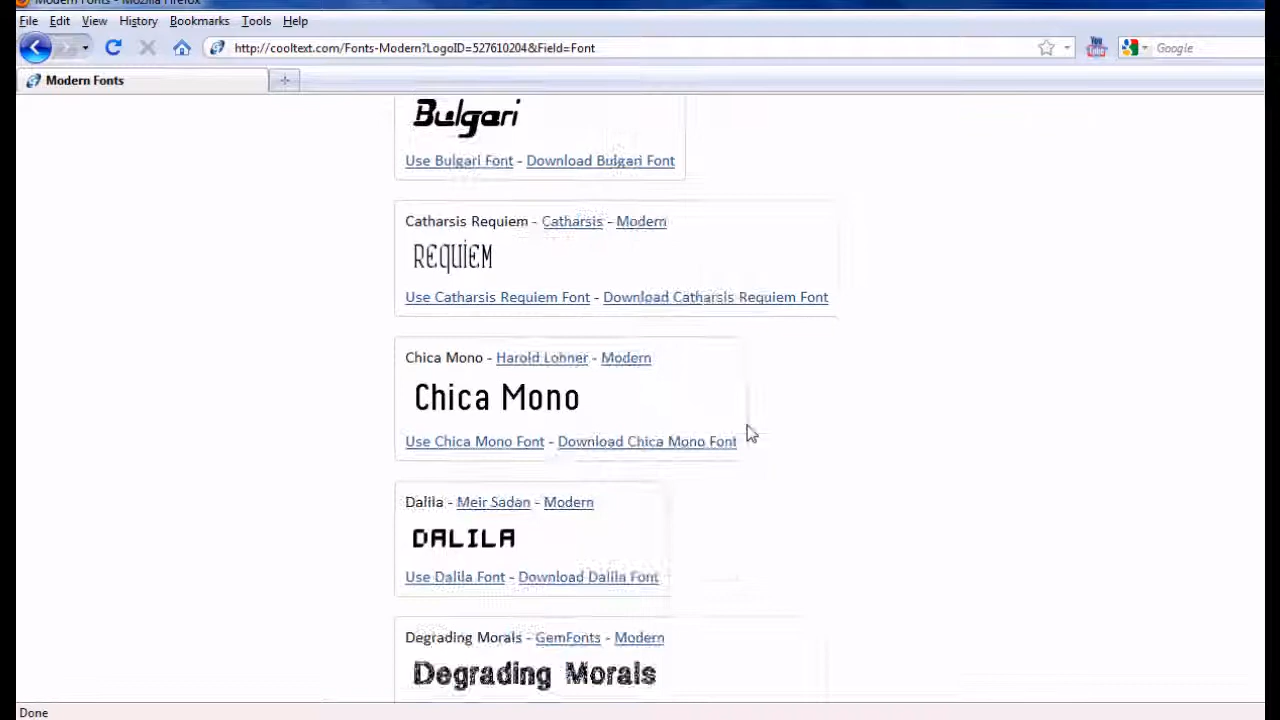 Modern Fonts - Mozilla Firefox
File Edit View History Bookmarks Tools Help
http://cooltext.com/Fonts-Modern?LogoID=527610204&Field=Font
You Tube
Google
Modern Fonts
Bulgari
Use Bulgari Font - Download Bulgari Font
Catharsis Requiem - Catharsis - Modern
REQUIEM
Use Catharsis Requiem Font - Download Catharsis Requiem Font
Chica Mono - Harold Lohner - Modern
Chica Mono
Use Chica Mono Font - Download Chica Mono Font
Dalila - Meir Sadan - Modern
DALILA
Use Dalila Font - Download Dalila Font
Degrading Morals - GemFonts - Modern
Degrading Morals
Done